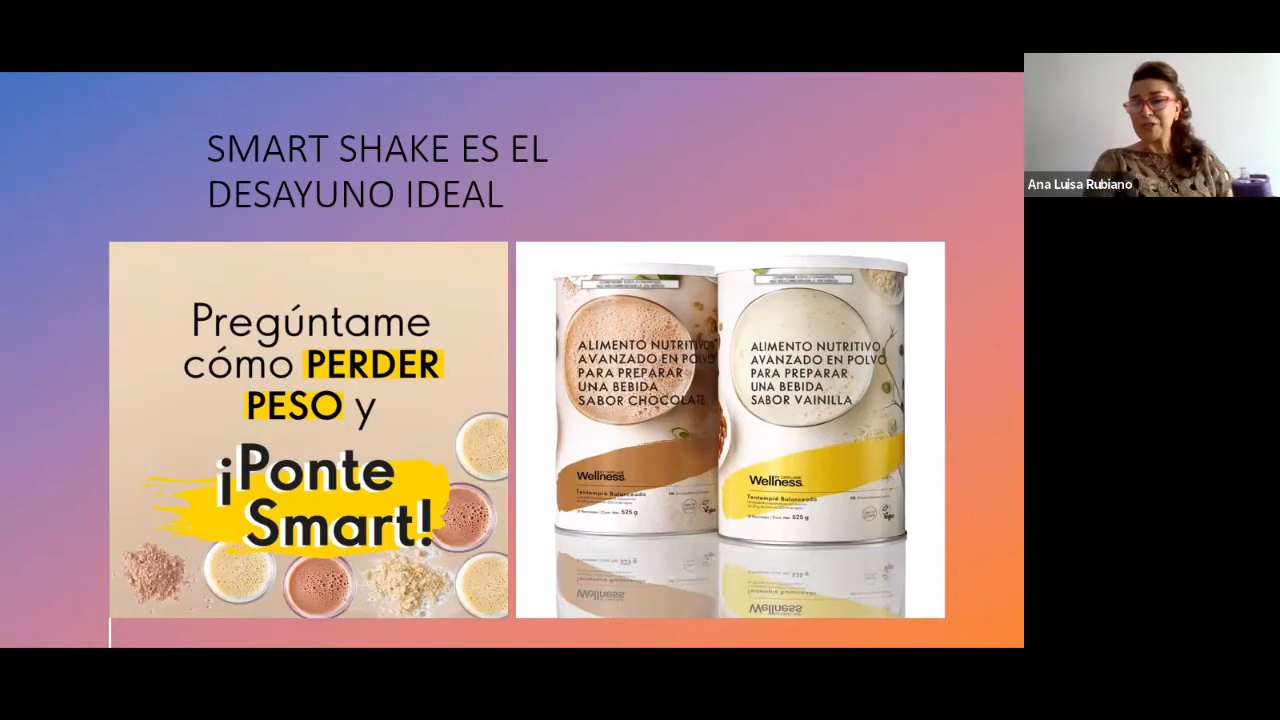 SMART SHAKE ES EL
DESAYUNO IDEAL
Pregúntame
cómo PERDER
PESO y
¡Ponte
Smart!
ALIMENTO NUTRITIVO
AVANZADO EN POLVO
PARA PREPARAR
UNA BEBIDA
SABOR CHOCOLATE
Wellness
Tentempié Balanceado
525 g
ALIMENTO NUTRITIVO
AVANZADO EN POLVO
PARA PREPARAR
UNA BEBIDA
SABOR VAINILLA
BY ORIFLAME
Wellness
Tentempié Balanceado
525 g
Ana Luisa Rubiano